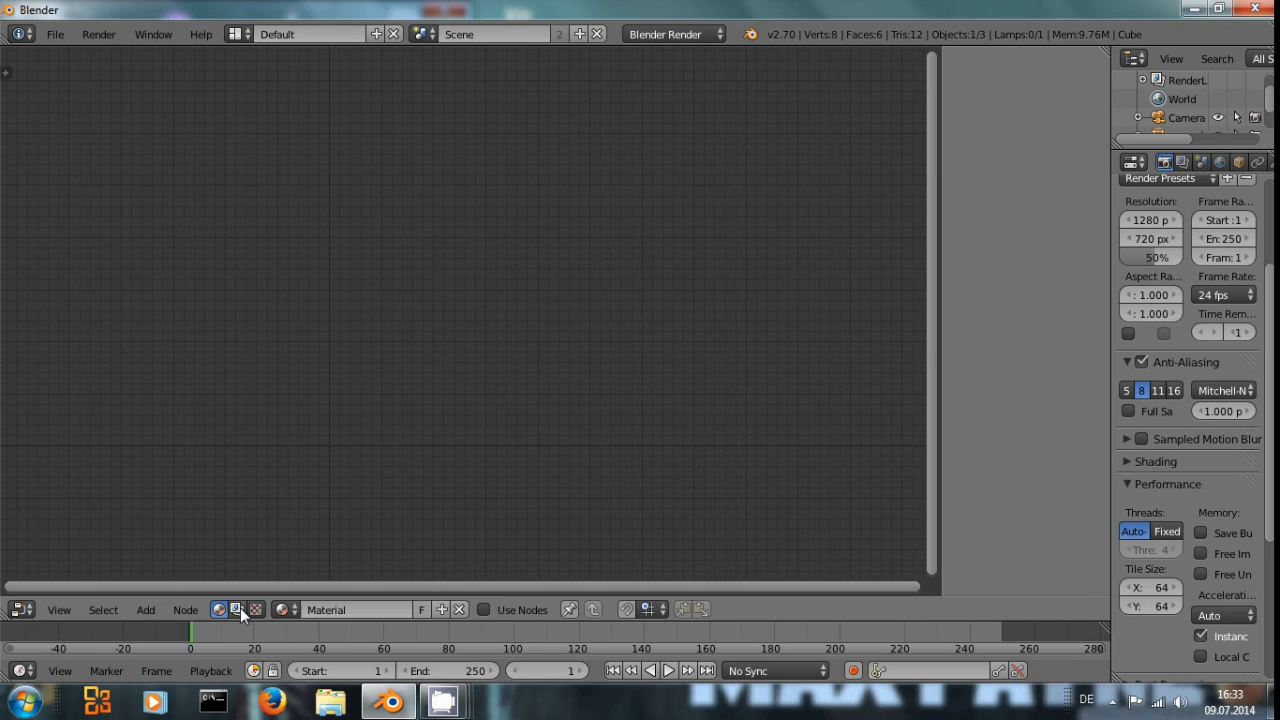 Blender
File Render Window Help Default Scene 2 Blender Render v2.70 | Verts:8 | Faces:6 | Tris:12 | Objects:1/3 | Lamps:0/1 | Mem:9.76M | Cube
View Search All S
RenderL
World
Camera
Render Presets
Resolution: Frame Ra...
1280 p Start :1
720 px En: 250
50% Fram: 1
Aspect Ra... Frame Rate:
: 1.000 24 fps
: 1.000 Time Rem...
1
Anti-Aliasing
5 8 11 16 Mitchell-N
Full Sa 1.000 p
Sampled Motion Blur
Shading
Performance
Threads: Memory:
Auto- Fixed Save Bu
Thre: 4 Free Im
Tile Size: Free Un
X: 64 Accelerati...
Y: 64 Auto
Instanc
Local C
View Select Add Node Material F Use Nodes
-40 -20 0 20 40 60 80 100 120 140 160 180 200 220 240 260 280
View Marker Frame Playback Start: 1 End: 250 1 No Sync
DE 16:33
09.07.2014